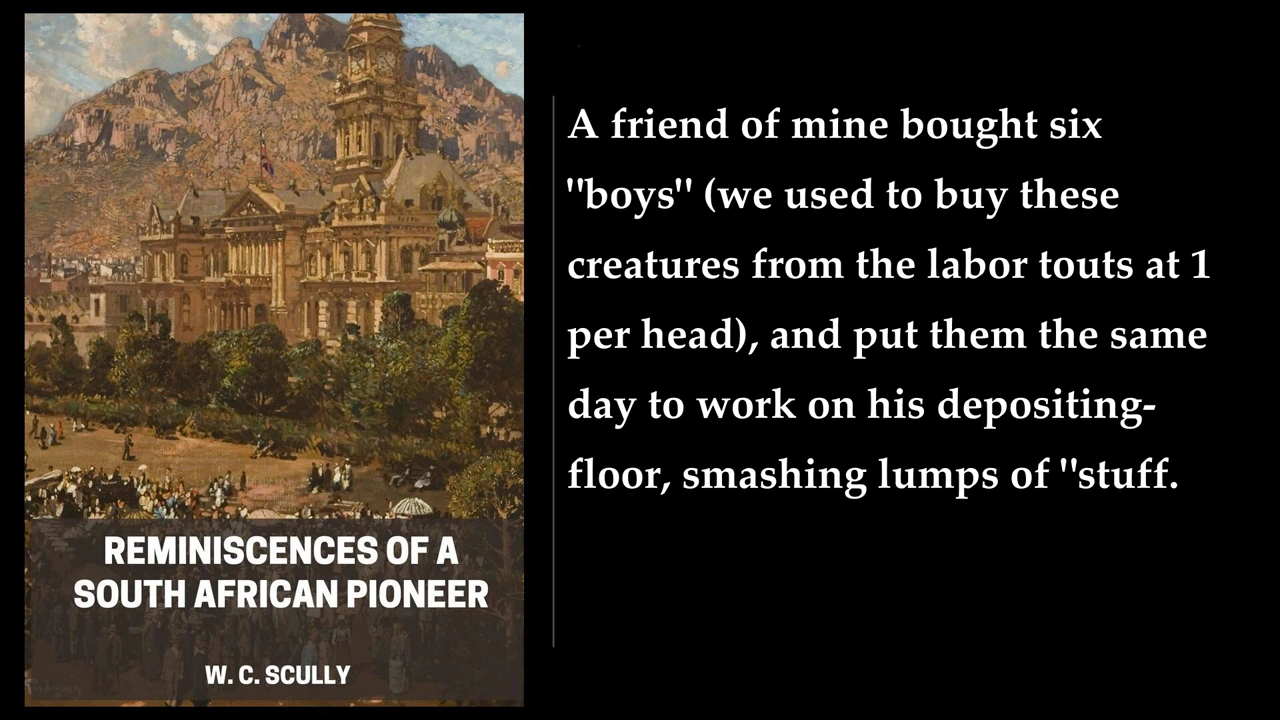 REMINISCENCES OF A
SOUTH AFRICAN PIONEER
W. C. SCULLY
A friend of mine bought six
"boys" (we used to buy these
creatures from the labor touts at 1
per head), and put them the same
day to work on his depositing-
floor, smashing lumps of "stuff.